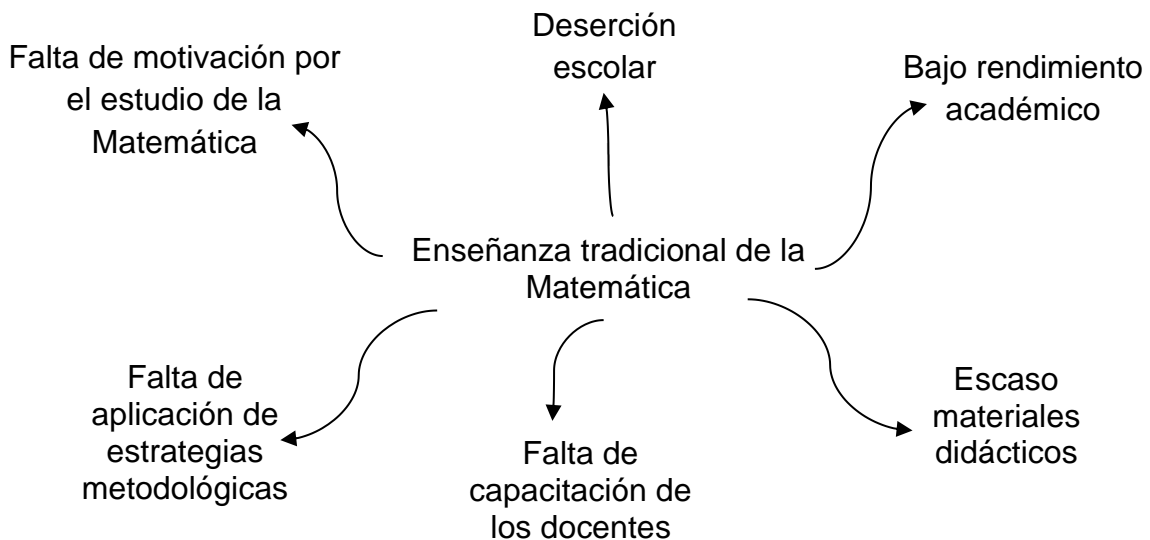 Falta de motivación por
el estudio de la
Matemática
Deserción
escolar
Bajo rendimiento
académico
Enseñanza tradicional de la
Matemática
Falta de
aplicación de
estrategias
metodológicas
Falta de
capacitación de
los docentes
Escaso
materiales
didácticos